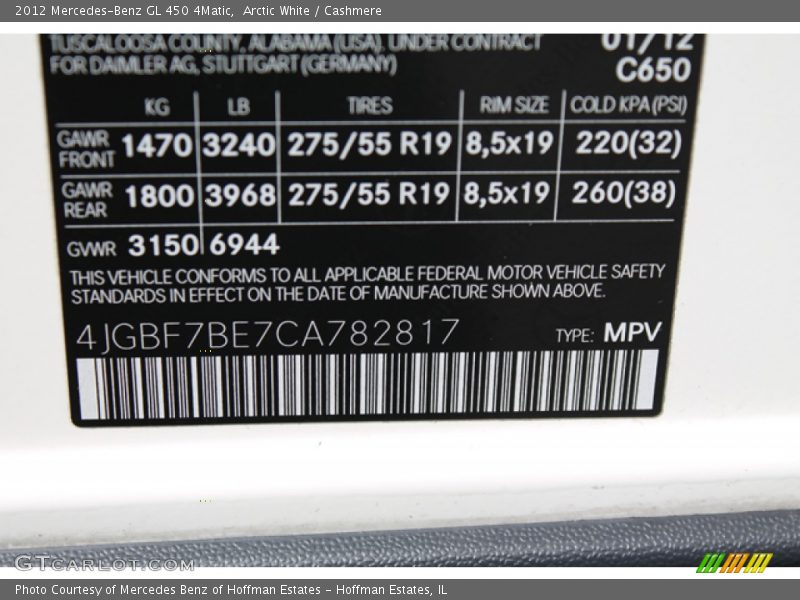 2012 Mercedes-Benz GL 450 4Matic,  Arctic White / Cashmere
TUSCALOOSA COUNTY, ALABAMA (USA). UNDER CONTRACT 01/12
FOR DAIMLER AG, STUTTGART (GERMANY) C650
KG LB TIRES RIM SIZE COLD KPA (PSI)
GAWR FRONT 1470 3240 275/55 R19 8,5x19 220(32)
GAWR REAR 1800 3968 275/55 R19 8,5x19 260(38)
GVWR 3150 6944
THIS VEHICLE CONFORMS TO ALL APPLICABLE FEDERAL MOTOR VEHICLE SAFETY
STANDARDS IN EFFECT ON THE DATE OF MANUFACTURE SHOWN ABOVE.
4JGBF7BE7CA782817 TYPE: MPV
GTcarlot.com
Photo Courtesy of Mercedes Benz of Hoffman Estates - Hoffman Estates, IL